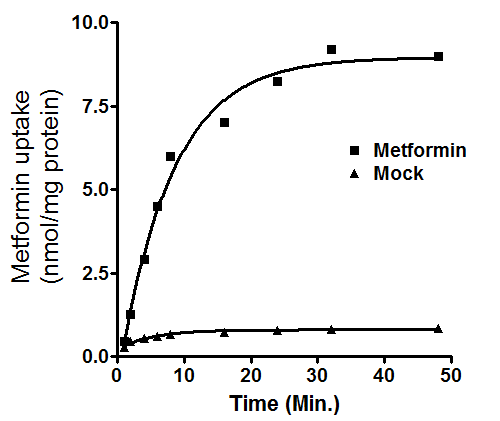 Metformin uptake
(nmol/mg protein)
10.0
7.5
5.0
2.5
0.0
Metformin
Mock
0
10
20
30
40
50
Time (Min.)